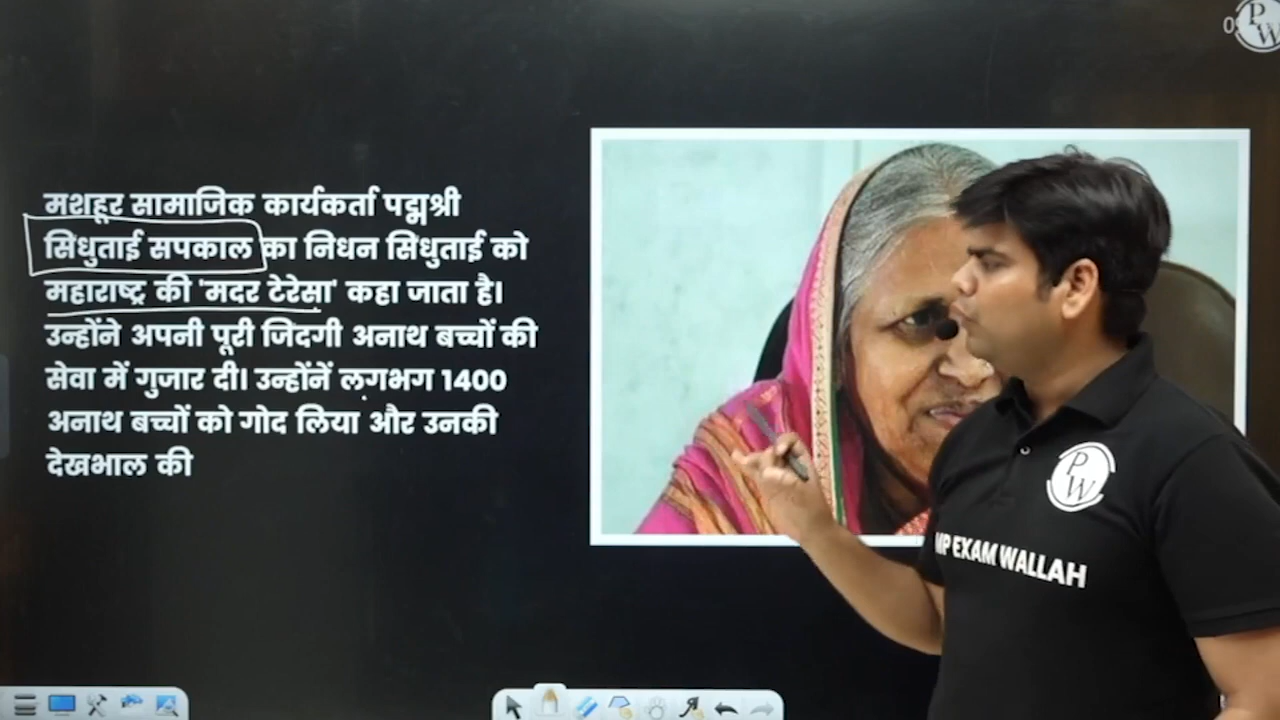 मशहूर सामाजिक कार्यकर्ता पद्मश्री
सिधुताई सपकाल का निधन सिधुताई को
महाराष्ट्र की 'मदर टेरेसा' कहा जाता है।
उन्होंने अपनी पूरी जिदगी अनाथ बच्चों की
सेवा में गुजार दी। उन्होंनें लगभग 1400
अनाथ बच्चों को गोद लिया और उनकी
देखभाल की
PW
PW
MP EXAM WALLAH